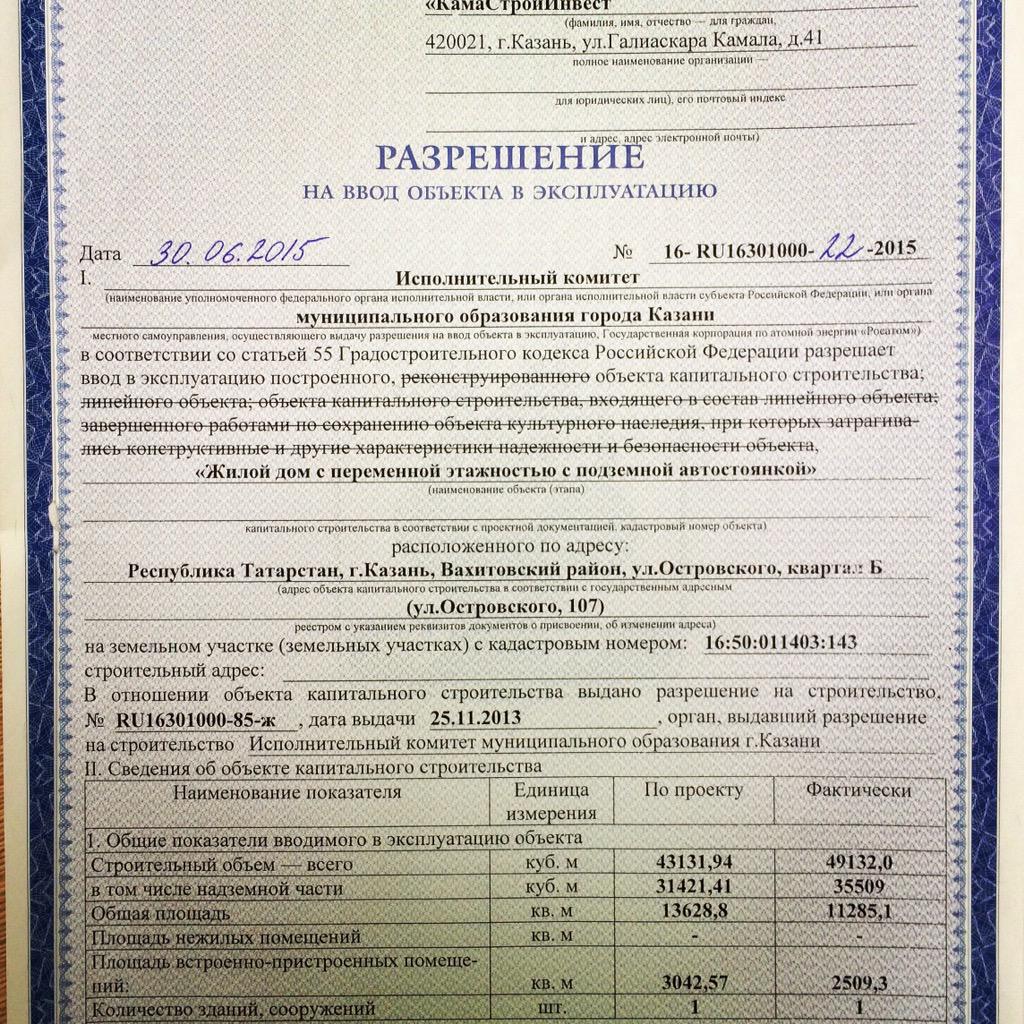 «КамаСтройИнвест
(фамилия, имя, отчество — для граждан,
420021, г.Казань, ул.Галиаскара Камала, д.41
полное наименование организации —
для юридических лиц), его почтовый индекс
и адрес, адрес электронной почты)
РАЗРЕШЕНИЕ
НА ВВОД ОБЪЕКТА В ЭКСПЛУАТАЦИЮ
Дата 30.06.2015 № 16- RU16301000- 22 -2015
I. Исполнительный комитет
(наименование уполномоченного федерального органа исполнительной власти, или органа исполнительной власти субъекта Российской Федерации, или органа
муниципального образования города Казани
местного самоуправления, осуществляющего выдачу разрешения на ввод объекта в эксплуатацию, Государственная корпорация по атомной энергии «Росатом»)
в соответствии со статьей 55 Градостроительного кодекса Российской Федерации разрешает
ввод в эксплуатацию построенного, реконструированного объекта капитального строительства;
линейного объекта; объекта капитального строительства, входящего в состав линейного объекта;
завершенного работами по сохранению объекта культурного наследия, при которых затрагива-
лись конструктивные и другие характеристики надежности и безопасности объекта,
«Жилой дом с переменной этажностью с подземной автостоянкой»
(наименование объекта (этапа)
капитального строительства в соответствии с проектной документацией, кадастровый номер объекта)
расположенного по адресу:
Республика Татарстан, г.Казань, Вахитовский район, ул.Островского, квартал Б
(адрес объекта капитального строительства в соответствии с государственным адресным
(ул.Островского, 107)
реестром с указанием реквизитов документов о присвоении, об изменении адреса)
на земельном участке (земельных участках) с кадастровым номером: 16:50:011403:143
строительный адрес:
В отношении объекта капитального строительства выдано разрешение на строительство,
№ RU16301000-85-ж , дата выдачи 25.11.2013 , орган, выдавший разрешение
на строительство Исполнительный комитет муниципального образования г.Казани
II. Сведения об объекте капитального строительства
Наименование показателя Единица измерения По проекту Фактически
1. Общие показатели вводимого в эксплуатацию объекта
Строительный объем — всего куб. м 43131,94 49132,0
в том числе надземной части куб. м 31421,41 35509
Общая площадь кв. м 13628,8 11285,1
Площадь нежилых помещений кв. м - -
Площадь встроенно-пристроенных помеще-
ний: кв. м 3042,57 2509,3
Количество зданий, сооружений шт. 1 1